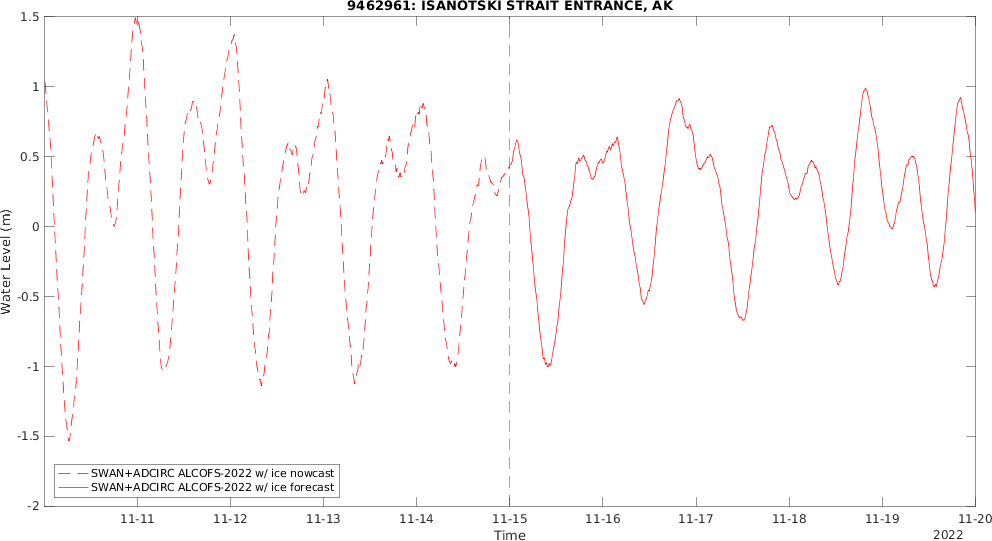 9462961: ISANOTSKI STRAIT ENTRANCE, AK
1.5
1
0.5
0
-0.5
-1
-1.5
-2
Water Level (m)
SWAN+ADCIRC ALCOFS-2022 w/ ice nowcast
SWAN+ADCIRC ALCOFS-2022 w/ ice forecast
11-11 11-12 11-13 11-14 11-15 11-16 11-17 11-18 11-19 11-20
Time
2022